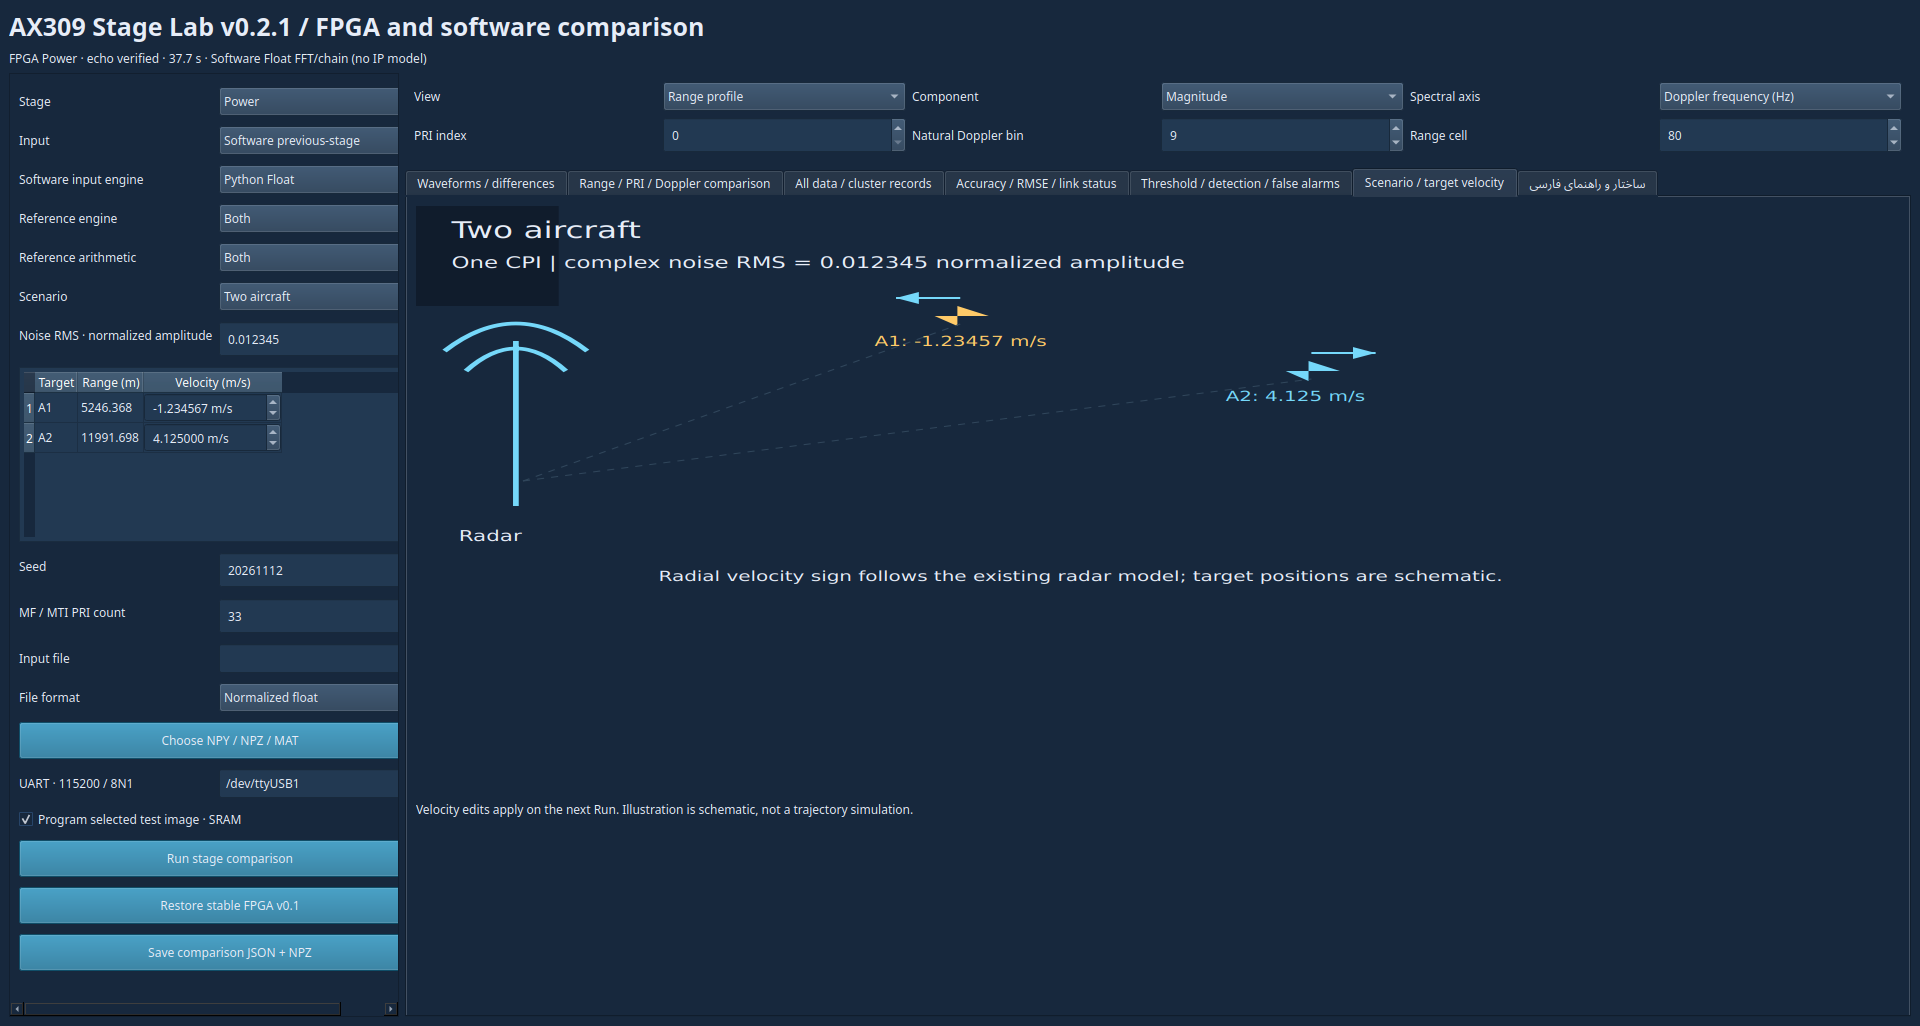 AX309 Stage Lab v0.2.1 / FPGA and software comparison
FPGA Power · echo verified · 37.7 s · Software Float FFT/chain (no IP model)
Stage Power
Input Software previous-stage
Software input engine Python Float
Reference engine Both
Reference arithmetic Both
Scenario Two aircraft
Noise RMS · normalized amplitude 0.012345
Target Range (m) Velocity (m/s)
1 A1 5246.368 -1.234567 m/s
2 A2 11991.698 4.125000 m/s
Seed 20261112
MF / MTI PRI count 33
Input file
File format Normalized float
Choose NPY / NPZ / MAT
UART · 115200 / 8N1 /dev/ttyUSB1
Program selected test image · SRAM
Run stage comparison
Restore stable FPGA v0.1
Save comparison JSON + NPZ
View Range profile Component Magnitude Spectral axis Doppler frequency (Hz)
PRI index 0 Natural Doppler bin 9 Range cell 80
Waveforms / differences Range / PRI / Doppler comparison All data / cluster records Accuracy / RMSE / link status Threshold / detection / false alarms Scenario / target velocity ساختار و راهنمای فارسی
Two aircraft
One CPI | complex noise RMS = 0.012345 normalized amplitude
A1: -1.23457 m/s
A2: 4.125 m/s
Radar
Radial velocity sign follows the existing radar model; target positions are schematic.
Velocity edits apply on the next Run. Illustration is schematic, not a trajectory simulation.